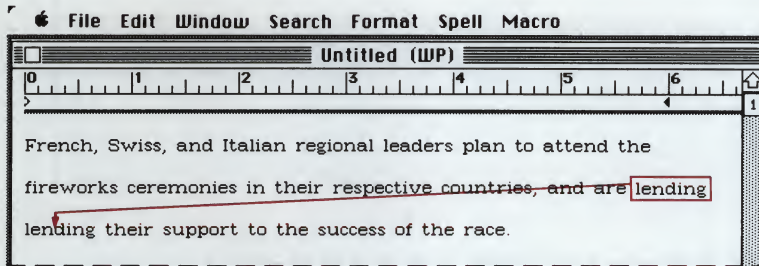 File Edit Window Search Format Spell Macro
Untitled (WP)
0 1 2 3 4 5 6
1
French, Swiss, and Italian regional leaders plan to attend the
fireworks ceremonies in their respective countries, and are lending
lending their support to the success of the race.